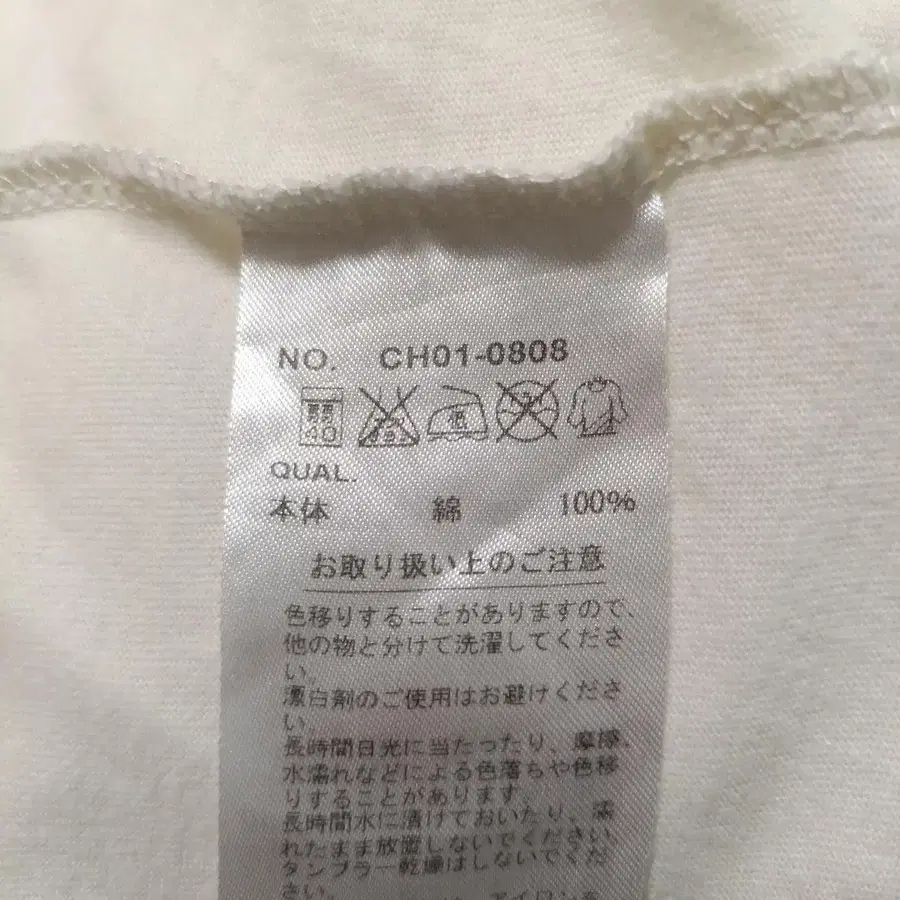 NO. CH01-0808
40
QUAL.
本体 綿 100%
お取り扱い上のご注意
色移りすることがありますので、
他の物と分けて洗濯してくださ
い。
漂白剤のご使用はお避けくださ
い。
長時間日光に当たったり、摩擦、
水濡れなどによる色落ちや色移
りすることがあります。
長時間水に漬けておいたり、濡
れたまま放置しないでください。
タンブラー乾燥はしないでくだ
さい。
アイロンを